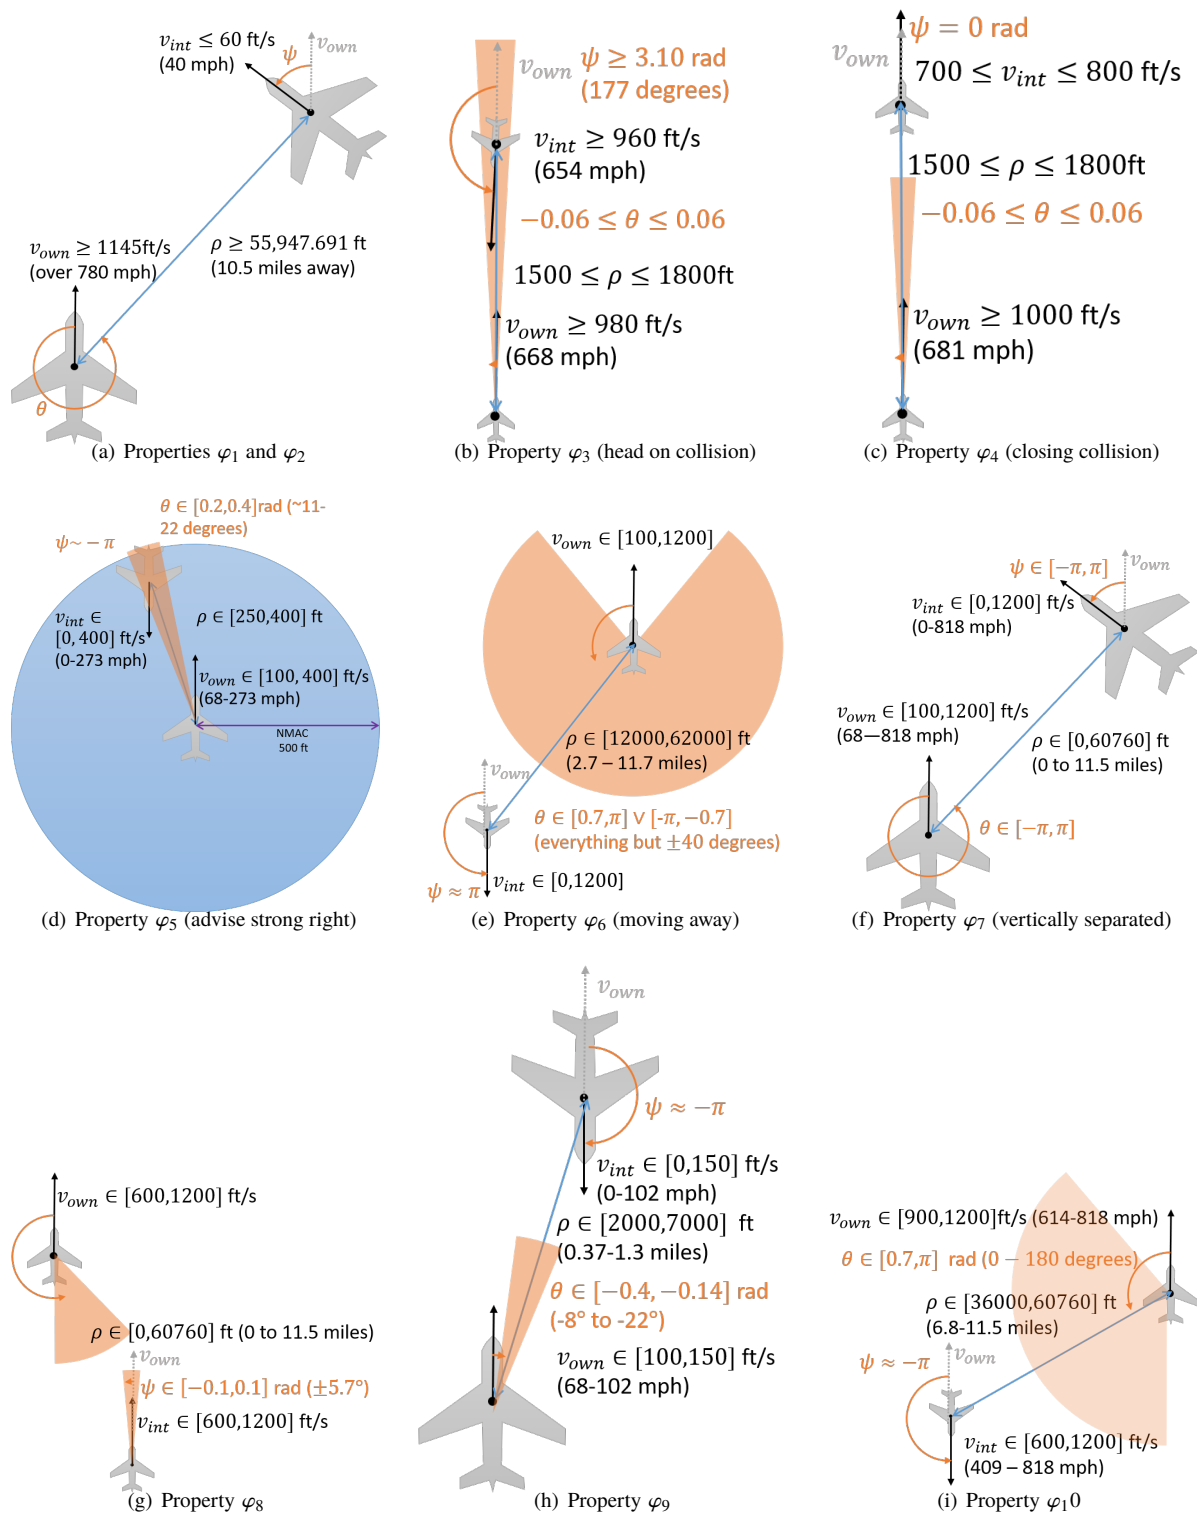 v_int ≤ 60 ft/s
(40 mph)
ψ
v_own
v_own ≥ 1145ft/s
(over 780 mph)
ρ ≥ 55,947.691 ft
(10.5 miles away)
θ
(a) Properties φ1 and φ2
v_own
ψ ≥ 3.10 rad
(177 degrees)
v_int ≥ 960 ft/s
(654 mph)
−0.06 ≤ θ ≤ 0.06
1500 ≤ ρ ≤ 1800ft
v_own ≥ 980 ft/s
(668 mph)
(b) Property φ3 (head on collision)
ψ = 0 rad
v_own
700 ≤ v_int ≤ 800 ft/s
1500 ≤ ρ ≤ 1800ft
−0.06 ≤ θ ≤ 0.06
v_own ≥ 1000 ft/s
(681 mph)
(c) Property φ4 (closing collision)
θ ∈ [0.2,0.4]rad (~11-
22 degrees)
ψ~ − π
v_int ∈
[0, 400] ft/s
(0-273 mph)
ρ ∈ [250,400] ft
v_own ∈ [100, 400] ft/s
(68-273 mph)
NMAC
500 ft
(d) Property φ5 (advise strong right)
v_own ∈ [100,1200]
ρ ∈ [12000,62000] ft
(2.7 – 11.7 miles)
v_own
θ ∈ [0.7,π] ∨ [-π, −0.7]
(everything but ±40 degrees)
ψ ≈ π
v_int ∈ [0,1200]
(e) Property φ6 (moving away)
v_own
ψ ∈ [−π, π]
v_int ∈ [0,1200] ft/s
(0-818 mph)
v_own ∈ [100,1200] ft/s
(68—818 mph)
ρ ∈ [0,60760] ft
(0 to 11.5 miles)
θ ∈ [−π, π]
(f) Property φ7 (vertically separated)
v_own ∈ [600,1200] ft/s
ρ ∈ [0,60760] ft (0 to 11.5 miles)
v_own
ψ ∈ [−0.1,0.1] rad (±5.7°)
v_int ∈ [600,1200] ft/s
(g) Property φ8
v_own
ψ ≈ −π
v_int ∈ [0,150] ft/s
(0-102 mph)
ρ ∈ [2000,7000] ft
(0.37-1.3 miles)
θ ∈ [−0.4, −0.14] rad
(-8° to -22°)
v_own ∈ [100,150] ft/s
(68-102 mph)
(h) Property φ9
v_own ∈ [900,1200]ft/s (614-818 mph)
θ ∈ [0.7,π] rad (0 – 180 degrees)
ρ ∈ [36000,60760] ft
(6.8-11.5 miles)
ψ ≈ −π
v_own
v_int ∈ [600,1200] ft/s
(409 – 818 mph)
(i) Property φ10